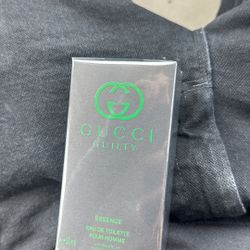 GUCCI
GUILTY
ESSENCE
EAU DE TOILETTE
POUR HOMME